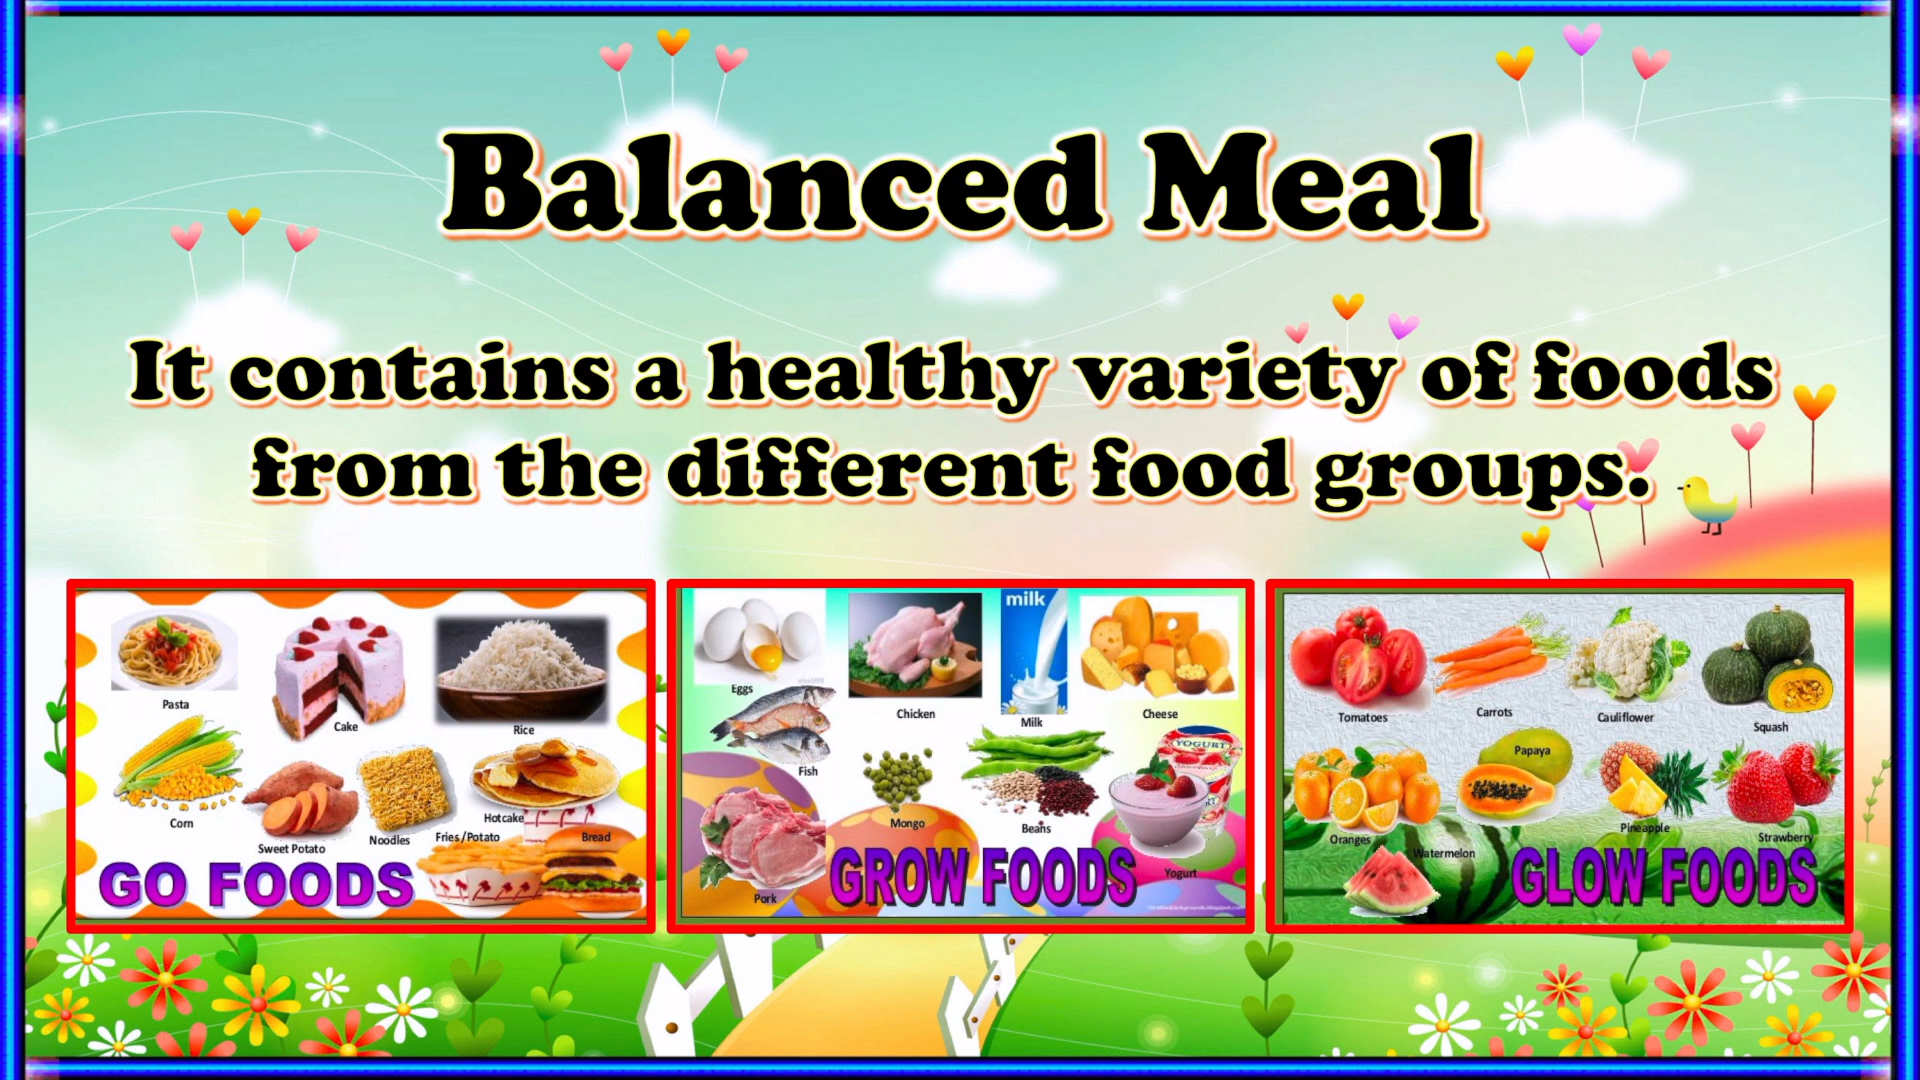 Balanced Meal
It contains a healthy variety of foods
from the different food groups.
Pasta
Cake
Rice
Corn
Sweet Potato
Noodles
Hotcake
Fries/Potato
Bread
GO FOODS
Eggs
Chicken
milk
Milk
Cheese
Fish
Mongo
Beans
YOGURT
Yogurt
Pork
GROW FOODS
Tomatoes
Carrots
Cauliflower
Squash
Oranges
Papaya
Pineapple
Strawberry
Watermelon
GLOW FOODS